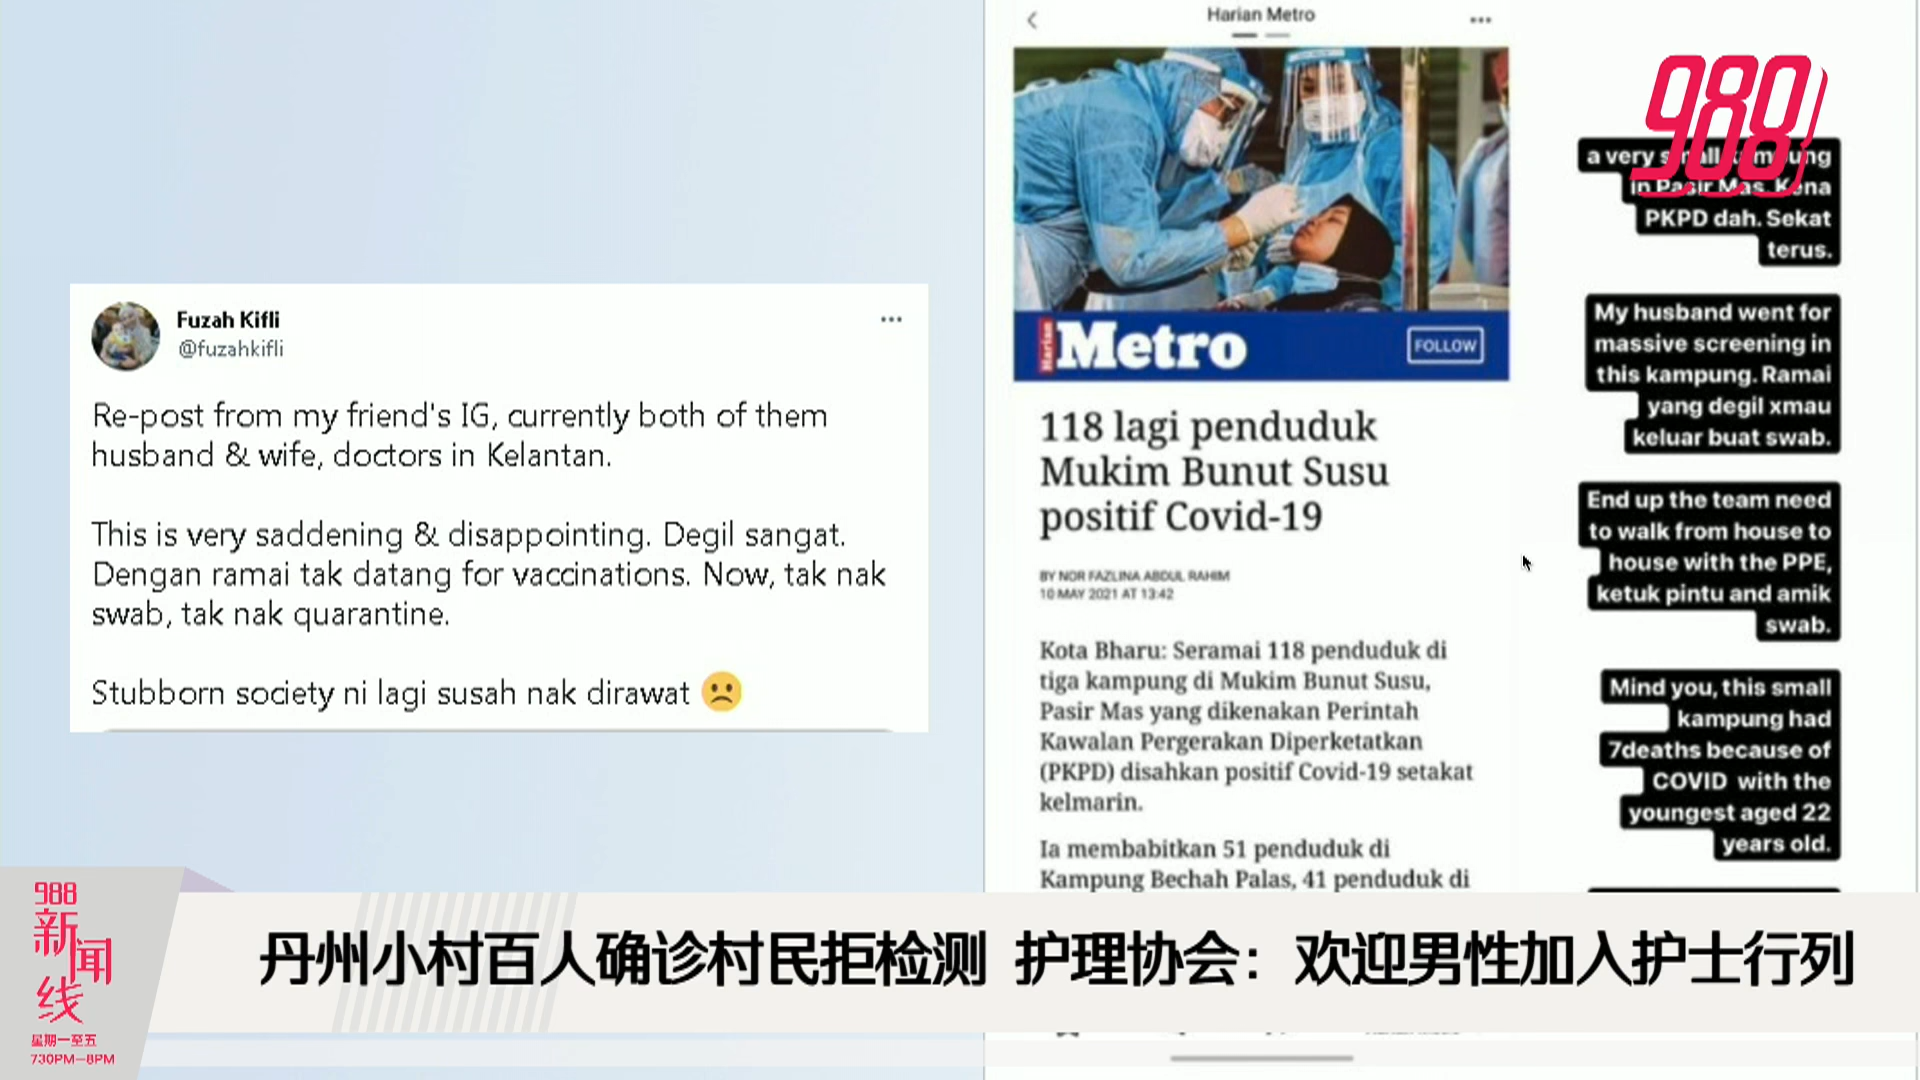 Fuzah Kifli
@fuzahkifli
Re-post from my friend's IG, currently both of them
husband & wife, doctors in Kelantan.
This is very saddening & disappointing. Degil sangat.
Dengan ramai tak datang for vaccinations. Now, tak nak
swab, tak nak quarantine.
Stubborn society ni lagi susah nak dirawat
Harian Metro
Harian Metro
FOLLOW
118 lagi penduduk
Mukim Bunut Susu
positif Covid-19
BY NOR FAZLINA ABDUL RAHIM
10 MAY 2021 AT 13:42
Kota Bharu: Seramai 118 penduduk di
tiga kampung di Mukim Bunut Susu,
Pasir Mas yang dikenakan Perintah
Kawalan Pergerakan Diperketatkan
(PKPD) disahkan positif Covid-19 setakat
kelmarin.
Ia membabitkan 51 penduduk di
Kampung Bechah Palas, 41 penduduk di
988
a very small kampung
in Pasir Mas. Kena
PKPD dah. Sekat
terus.
My husband went for
massive screening in
this kampung. Ramai
yang degil xmau
keluar buat swab.
End up the team need
to walk from house to
house with the PPE,
ketuk pintu and amik
swab.
Mind you, this small
kampung had
7deaths because of
COVID with the
youngest aged 22
years old.
988
新闻
线
星期一至五
730PM-8PM
丹州小村百人确诊村民拒检测 护理协会：欢迎男性加入护士行列